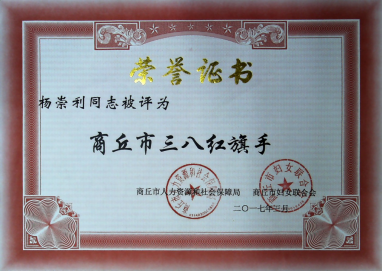 荣誉证书
杨崇利同志被评为
商丘市三八红旗手
商丘市人力资源和社会保障局 商丘市妇女联合会
二〇一七年三月